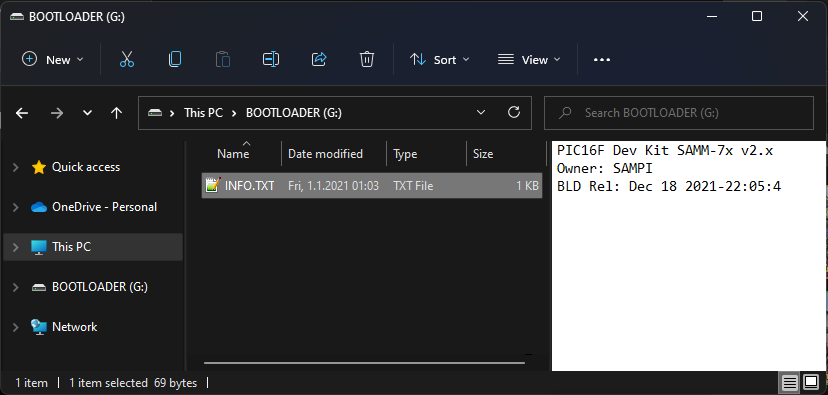 BOOTLOADER (G:)
New
Sort
View
This PC
BOOTLOADER (G:)
Search BOOTLOADER (G:)
Quick access
OneDrive - Personal
This PC
BOOTLOADER (G:)
Network
Name
Date modified
Type
Size
INFO.TXT
Fri, 1.1.2021 01:03
TXT File
1 KB
PIC16F Dev Kit SAMM-7x v2.x
Owner: SAMPI
BLD Rel: Dec 18 2021-22:05:4
1 item
1 item selected 69 bytes